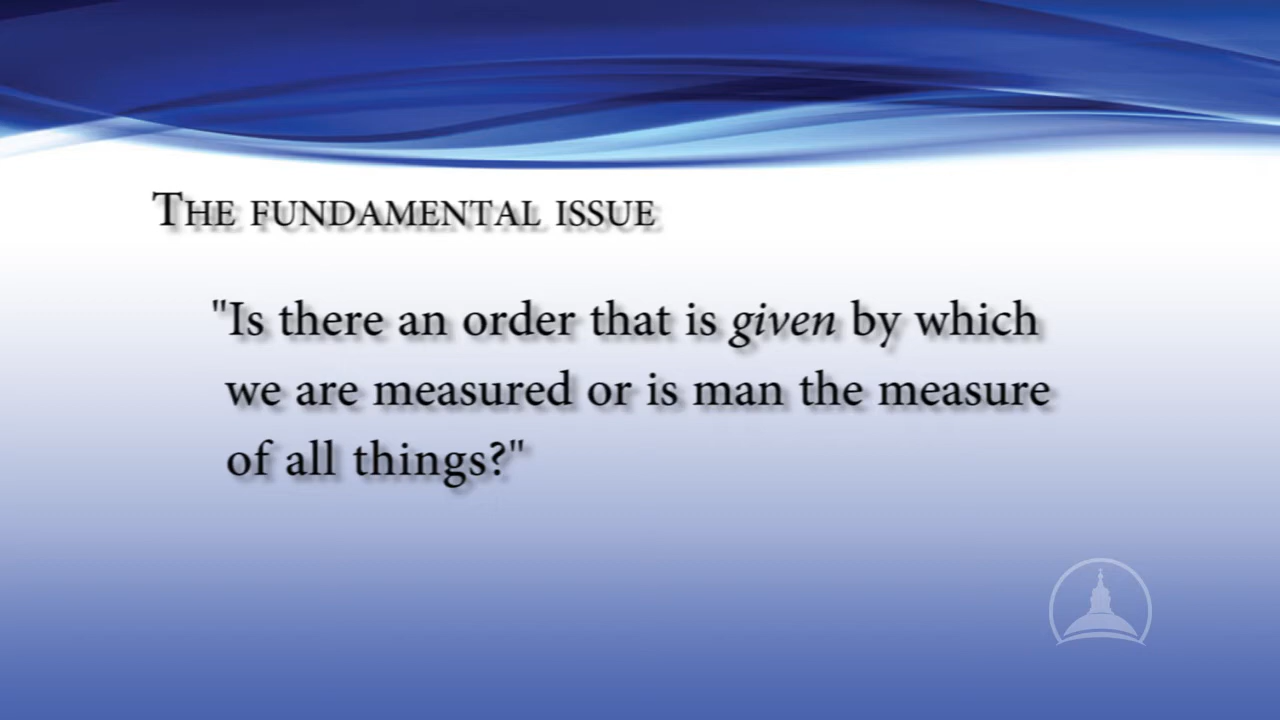 THE FUNDAMENTAL ISSUE
"Is there an order that is given by which
we are measured or is man the measure
of all things?"